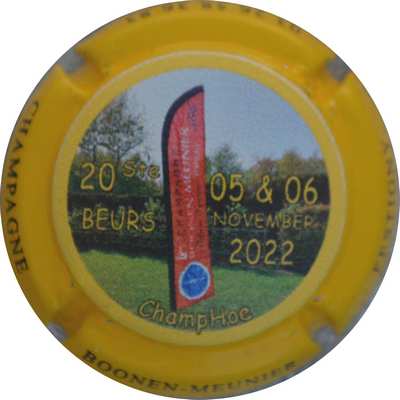 20 Ste
BEURS
05 & 06
NOVEMBER
2022
ChampHoe
CHAMPAGNE
BOONEN-MEUNIER